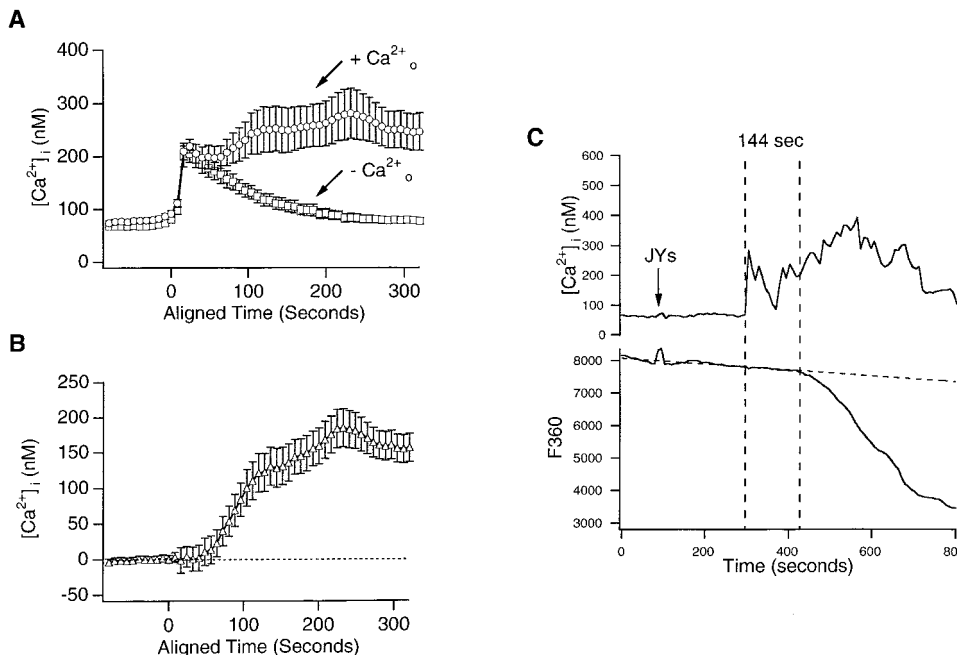 A
400
300
200
100
0
[Ca2+]i (nM)
+ Ca2+o
- Ca2+o
0 100 200 300
Aligned Time (Seconds)
B
250
200
150
100
50
0
-50
[Ca2+]i (nM)
0 100 200 300
Aligned Time (Seconds)
C
144 sec
600
500
400
300
200
100
0
[Ca2+]i (nM)
JYs
8000
7000
6000
5000
4000
3000
F360
0 200 400 600 80
Time (seconds)